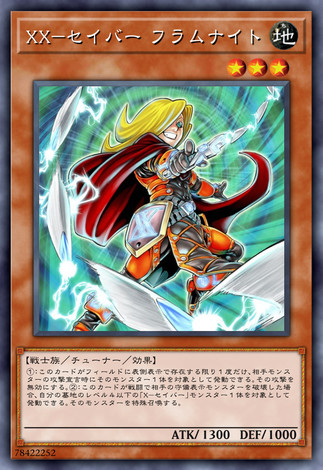 XX－セイバー フラムナイト
地
【戦士族／チューナー／効果】
①：このカードがフィールドに表側表示で存在する限り１度だけ、相手モン
スターの攻撃宣言時にそのモンスター１体を対象として発動できる。その攻撃を
無効にする。②：このカードが戦闘で相手の守備表示モンスターを破壊した場
合、自分の墓地のレベル４以下の「X－セイバー」モンスター１体を対象として
発動できる。そのモンスターを特殊召喚する。
ATK/1300 DEF/1000
78422252